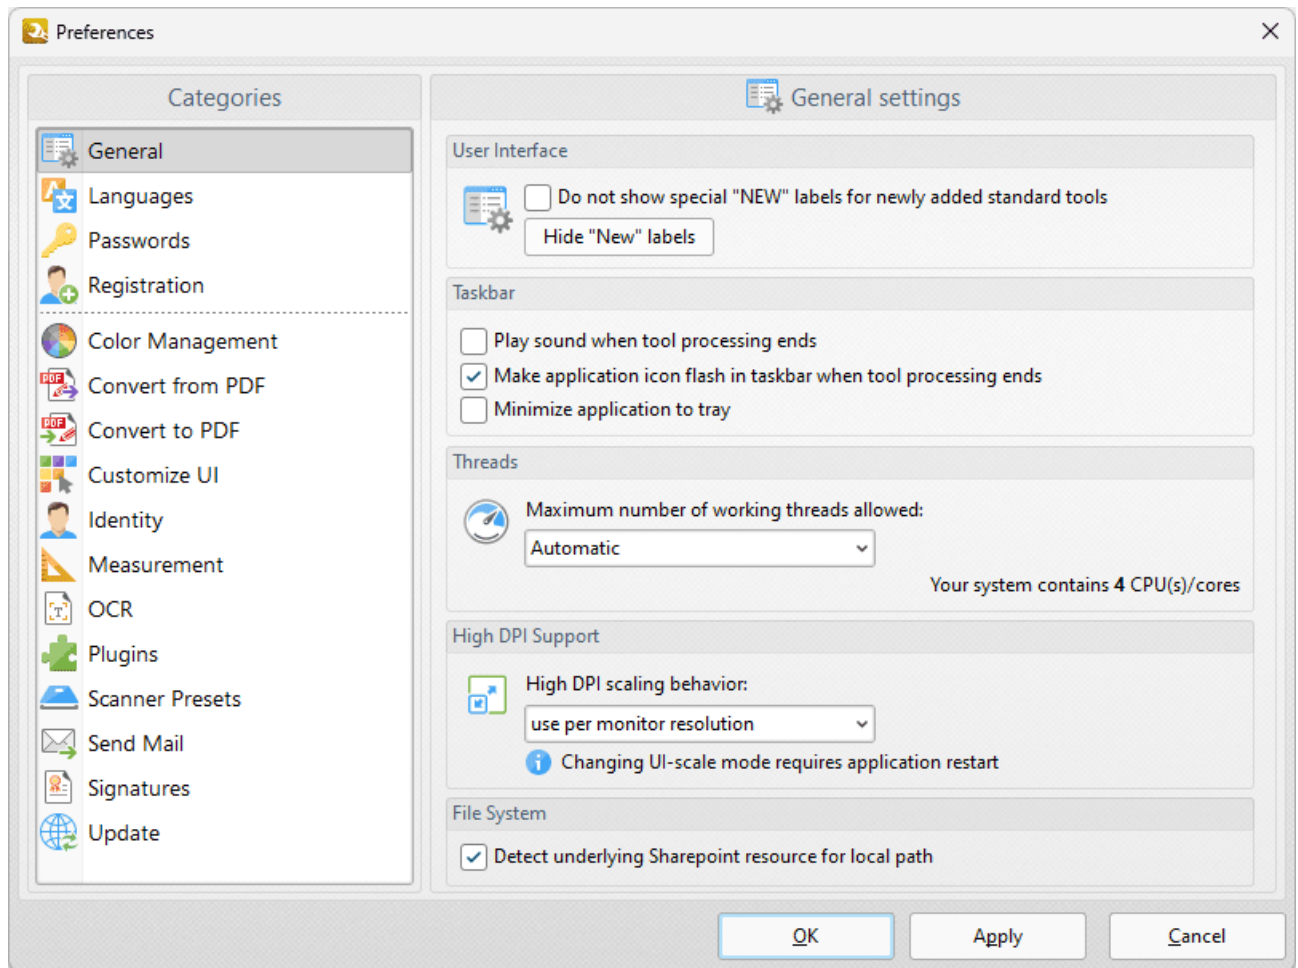 Preferences
Categories
General
Languages
Passwords
Registration
Color Management
Convert from PDF
Convert to PDF
Customize UI
Identity
Measurement
OCR
Plugins
Scanner Presets
Send Mail
Signatures
Update
General settings
User Interface
Do not show special "NEW" labels for newly added standard tools
Hide "New" labels
Taskbar
Play sound when tool processing ends
Make application icon flash in taskbar when tool processing ends
Minimize application to tray
Threads
Maximum number of working threads allowed:
Automatic
Your system contains 4 CPU(s)/cores
High DPI Support
High DPI scaling behavior:
use per monitor resolution
Changing UI-scale mode requires application restart
File System
Detect underlying Sharepoint resource for local path
OK
Apply
Cancel